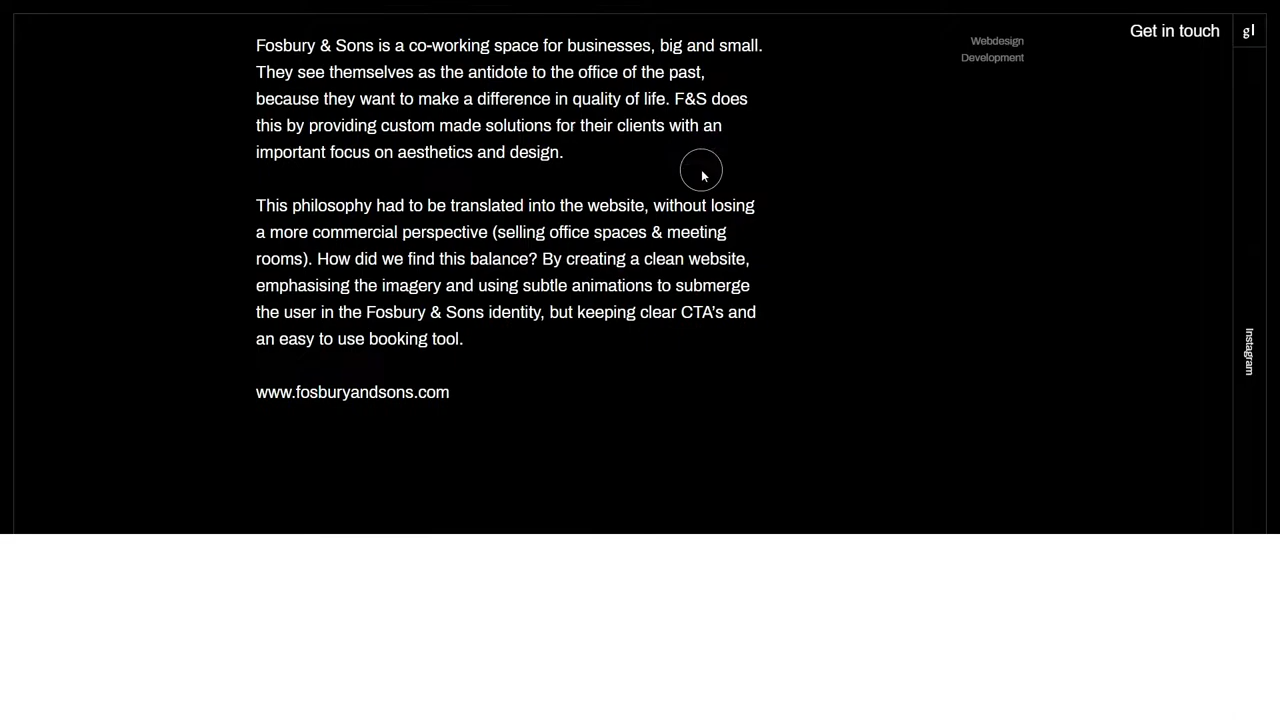 Fosbury & Sons is a co-working space for businesses, big and small.
They see themselves as the antidote to the office of the past,
because they want to make a difference in quality of life. F&S does
this by providing custom made solutions for their clients with an
important focus on aesthetics and design.
This philosophy had to be translated into the website, without losing
a more commercial perspective (selling office spaces & meeting
rooms). How did we find this balance? By creating a clean website,
emphasising the imagery and using subtle animations to submerge
the user in the Fosbury & Sons identity, but keeping clear CTA's and
an easy to use booking tool.
www.fosburyandsons.com
Webdesign
Development
Get in touch
gl
Instagram